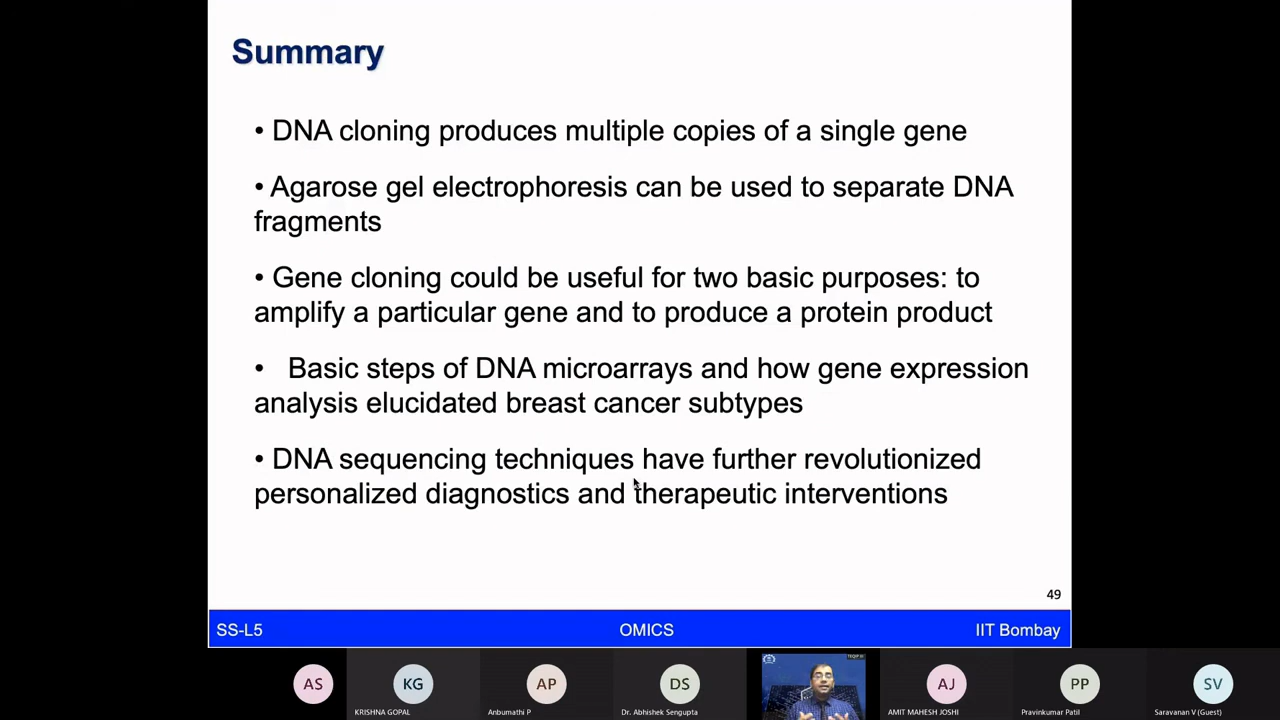 Summary
• DNA cloning produces multiple copies of a single gene
• Agarose gel electrophoresis can be used to separate DNA
fragments
• Gene cloning could be useful for two basic purposes: to
amplify a particular gene and to produce a protein product
• Basic steps of DNA microarrays and how gene expression
analysis elucidated breast cancer subtypes
• DNA sequencing techniques have further revolutionized
personalized diagnostics and therapeutic interventions
49
SS-L5 OMICS IIT Bombay
AS KG AP DS AJ PP SV
KRISHNA GOPAL Anbumathi P Dr. Abhishek Sengupta AMIT MAHESH JOSHI Pravinkumar Patil Saravanan V (Guest)